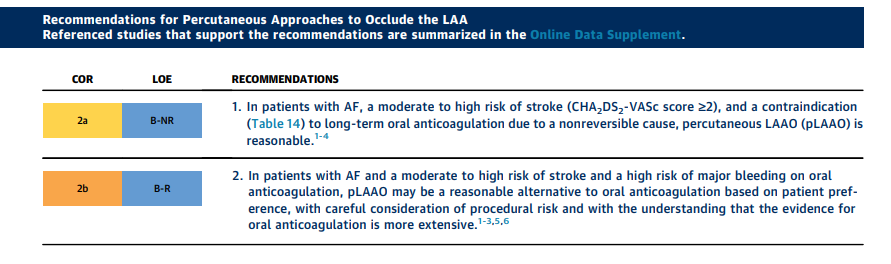 Recommendations for Percutaneous Approaches to Occlude the LAA
Referenced studies that support the recommendations are summarized in the Online Data Supplement.
COR LOE RECOMMENDATIONS
2a B-NR 1. In patients with AF, a moderate to high risk of stroke (CHA₂DS₂-VASc score ≥2), and a contraindication
(Table 14) to long-term oral anticoagulation due to a nonreversible cause, percutaneous LAAO (pLAAO) is
reasonable.¹⁻⁴
2b B-R 2. In patients with AF and a moderate to high risk of stroke and a high risk of major bleeding on oral
anticoagulation, pLAAO may be a reasonable alternative to oral anticoagulation based on patient pref-
erence, with careful consideration of procedural risk and with the understanding that the evidence for
oral anticoagulation is more extensive.¹⁻³,⁵,⁶